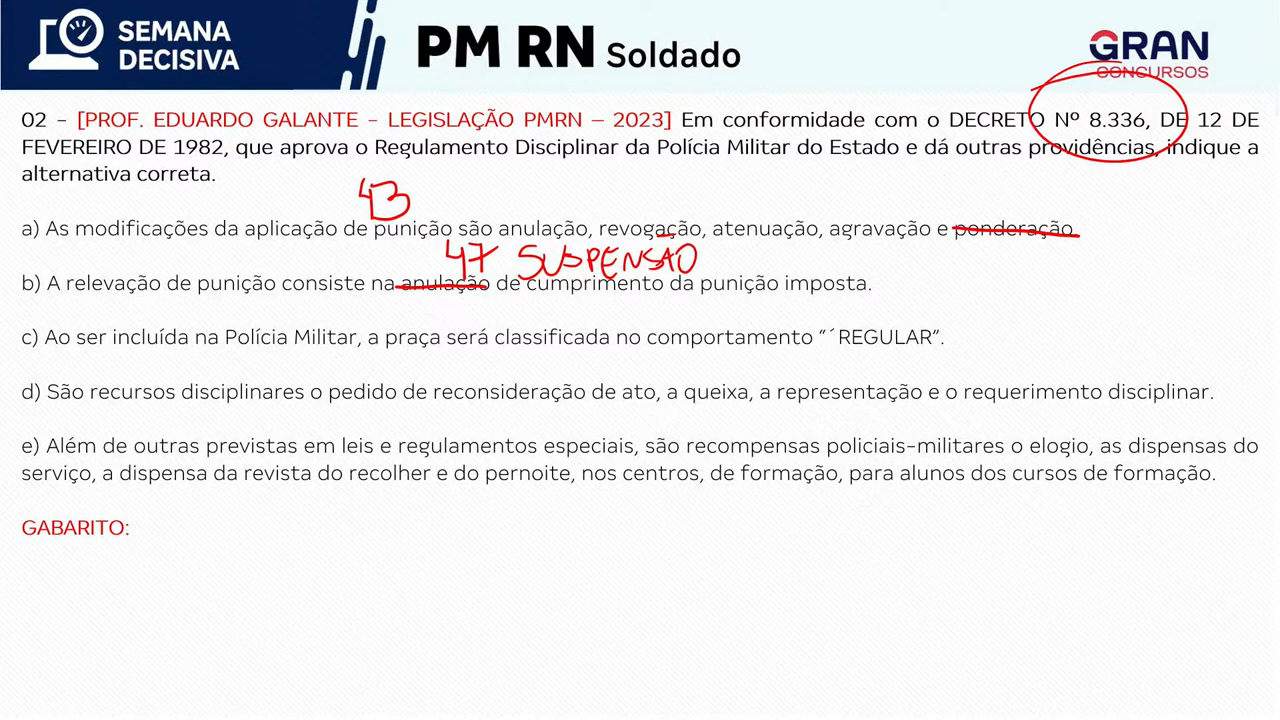 SEMANA
DECISIVA
PM RN Soldado
GRAN
CONCURSOS
02 - [PROF. EDUARDO GALANTE - LEGISLAÇÃO PMRN – 2023] Em conformidade com o DECRETO Nº 8.336, DE 12 DE
FEVEREIRO DE 1982, que aprova o Regulamento Disciplinar da Polícia Militar do Estado e dá outras providências, indique a
alternativa correta.
43
a) As modificações da aplicação de punição são anulação, revogação, atenuação, agravação e ponderação.
47 SUSPENSÃO
b) A relevação de punição consiste na anulação de cumprimento da punição imposta.
c) Ao ser incluída na Polícia Militar, a praça será classificada no comportamento “´REGULAR”.
d) São recursos disciplinares o pedido de reconsideração de ato, a queixa, a representação e o requerimento disciplinar.
e) Além de outras previstas em leis e regulamentos especiais, são recompensas policiais-militares o elogio, as dispensas do
serviço, a dispensa da revista do recolher e do pernoite, nos centros, de formação, para alunos dos cursos de formação.
GABARITO: